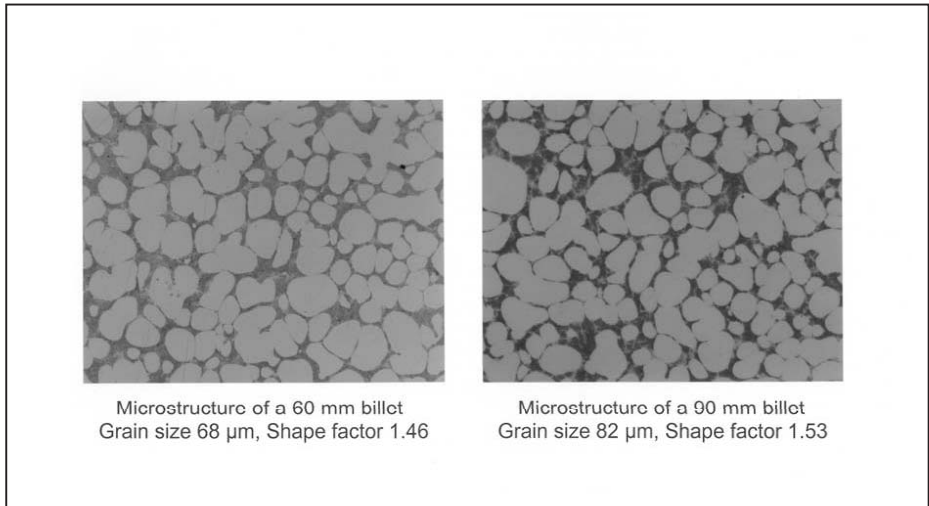 Microstructure of a 60 mm billet
Grain size 68 µm, Shape factor 1.46
Microstructure of a 90 mm billet
Grain size 82 µm, Shape factor 1.53